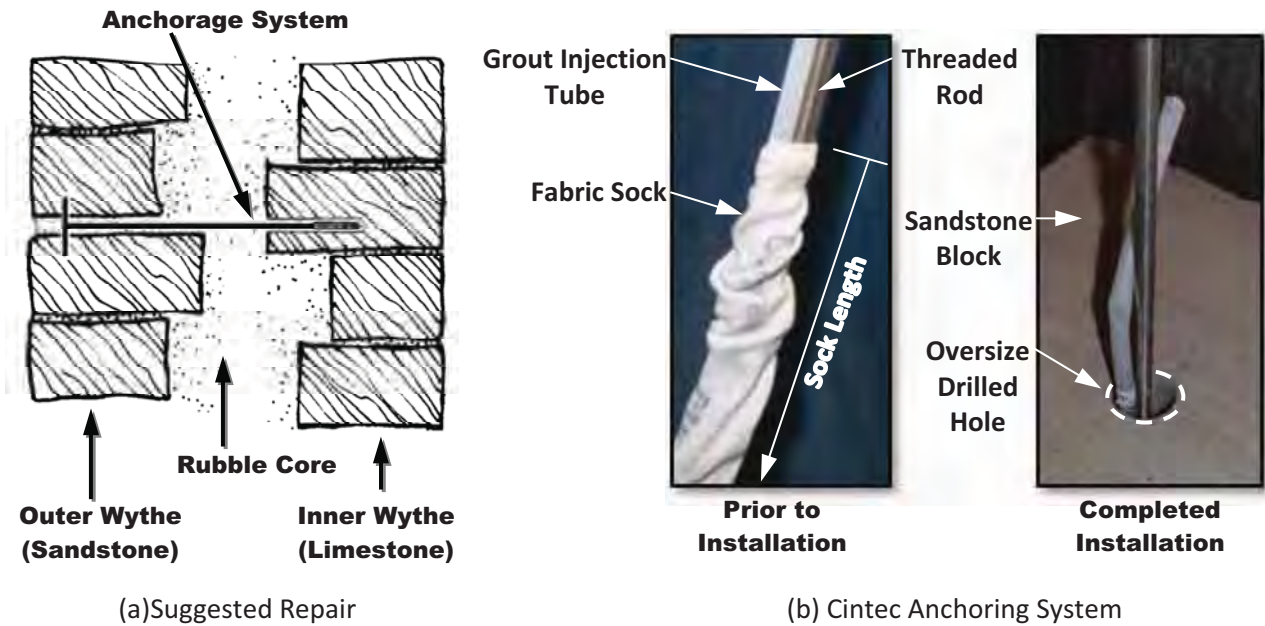 Anchorage System
Rubble Core
Outer Wythe
(Sandstone)
Inner Wythe
(Limestone)
(a)Suggested Repair
Grout Injection
Tube
Threaded
Rod
Fabric Sock
Sock Length
Sandstone
Block
Oversize
Drilled
Hole
Prior to
Installation
Completed
Installation
(b) Cintec Anchoring System